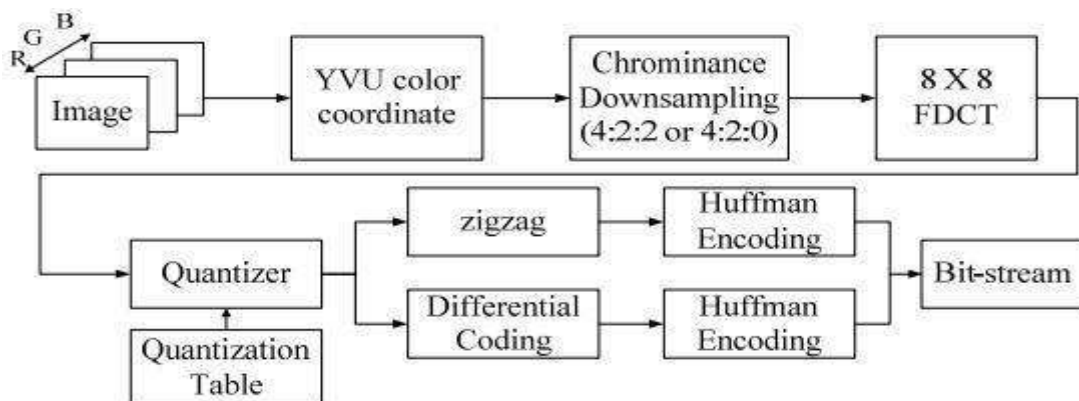 R G B
Image
YVU color
coordinate
Chrominance
Downsampling
(4:2:2 or 4:2:0)
8 X 8
FDCT
Quantizer
Quantization
Table
zigzag
Huffman
Encoding
Differential
Coding
Huffman
Encoding
Bit-stream